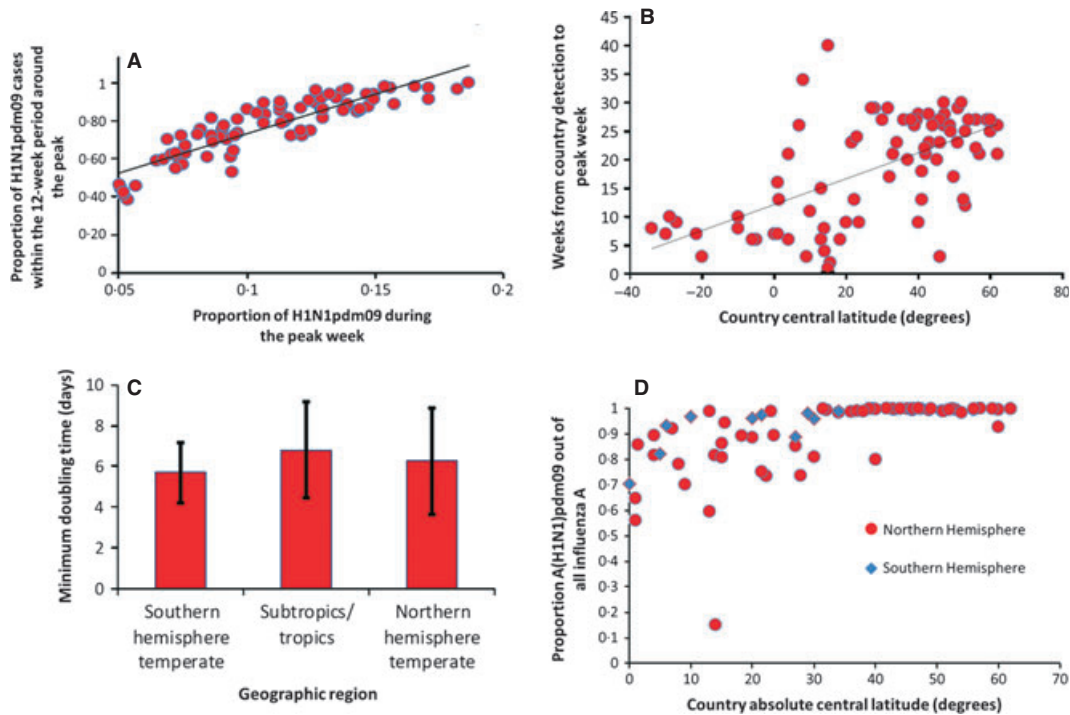 A
Proportion of H1N1pdm09 cases
within the 12-week period around
the peak
1
0·80
0·60
0·40
0·20
0
0·05
0·1
0·15
0·2
Proportion of H1N1pdm09 during
the peak week
B
Weeks from country detection to
peak week
45
40
35
30
25
20
15
10
5
0
−40
−20
0
20
40
60
80
Country central latitude (degrees)
C
Minimum doubling time (days)
10
8
6
4
2
0
Southern
hemisphere
temperate
Subtropics/
tropics
Northern
hemisphere
temperate
Geographic region
D
Proportion A(H1N1)pdm09 out of
all influenza A
1
0·9
0·8
0·7
0·6
0·5
0·4
0·3
0·2
0·1
0
10
20
30
40
50
60
70
Northern Hemisphere
Southern Hemisphere
Country absolute central latitude (degrees)